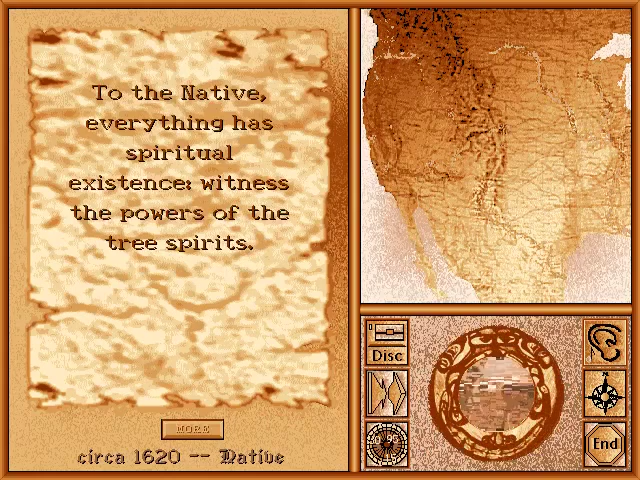 To the Native,
everything has
spiritual
existence: witness
the powers of the
tree spirits.
MORE
circa 1620 -- Native
Disc
N
End